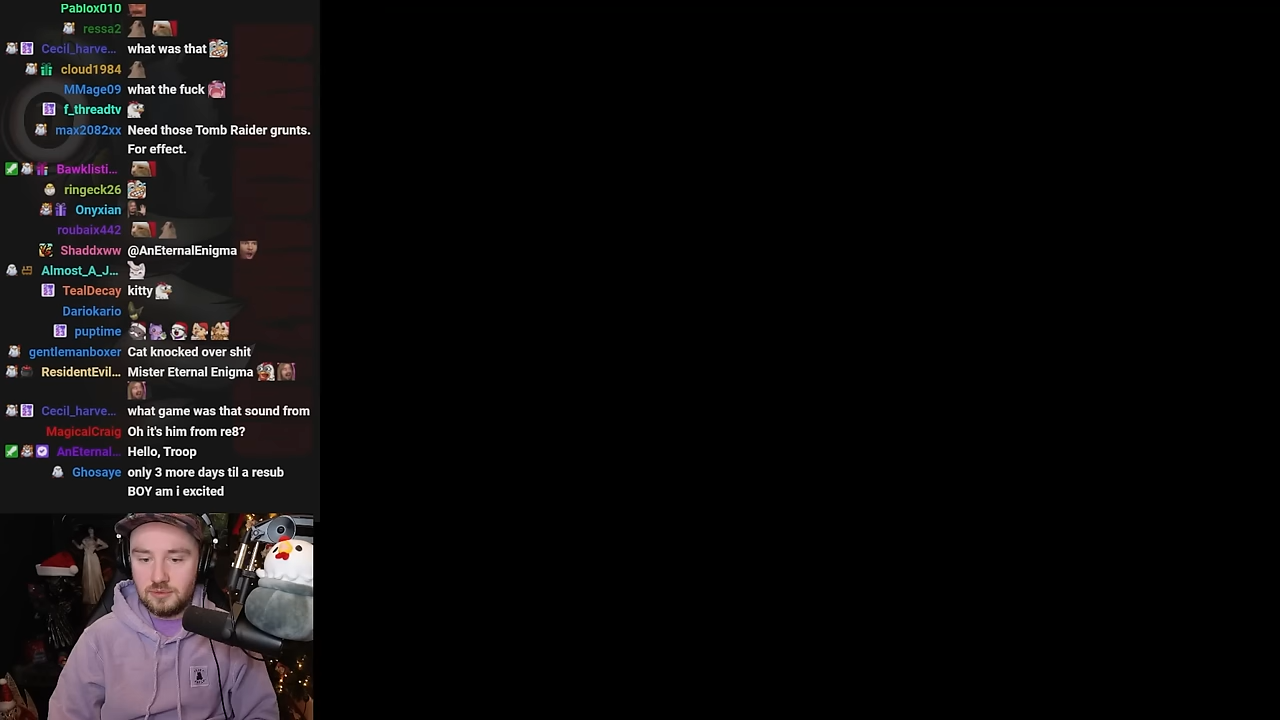 Pablox010
ressa2
Cecil_harve... what was that
cloud1984
MMage09 what the fuck
f_threadtv
max2082xx Need those Tomb Raider grunts.
For effect.
Bawklisti...
ringeck26
Onyxian
roubaix442
Shaddxww @AnEternalEnigma
Almost_A_J...
TealDecay kitty
Dariokario
puptime
gentlemanboxer Cat knocked over shit
ResidentEvil... Mister Eternal Enigma
Cecil_harve... what game was that sound from
MagicalCraig Oh it's him from re8?
AnEternal... Hello, Troop
Ghosaye only 3 more days til a resub
BOY am i excited